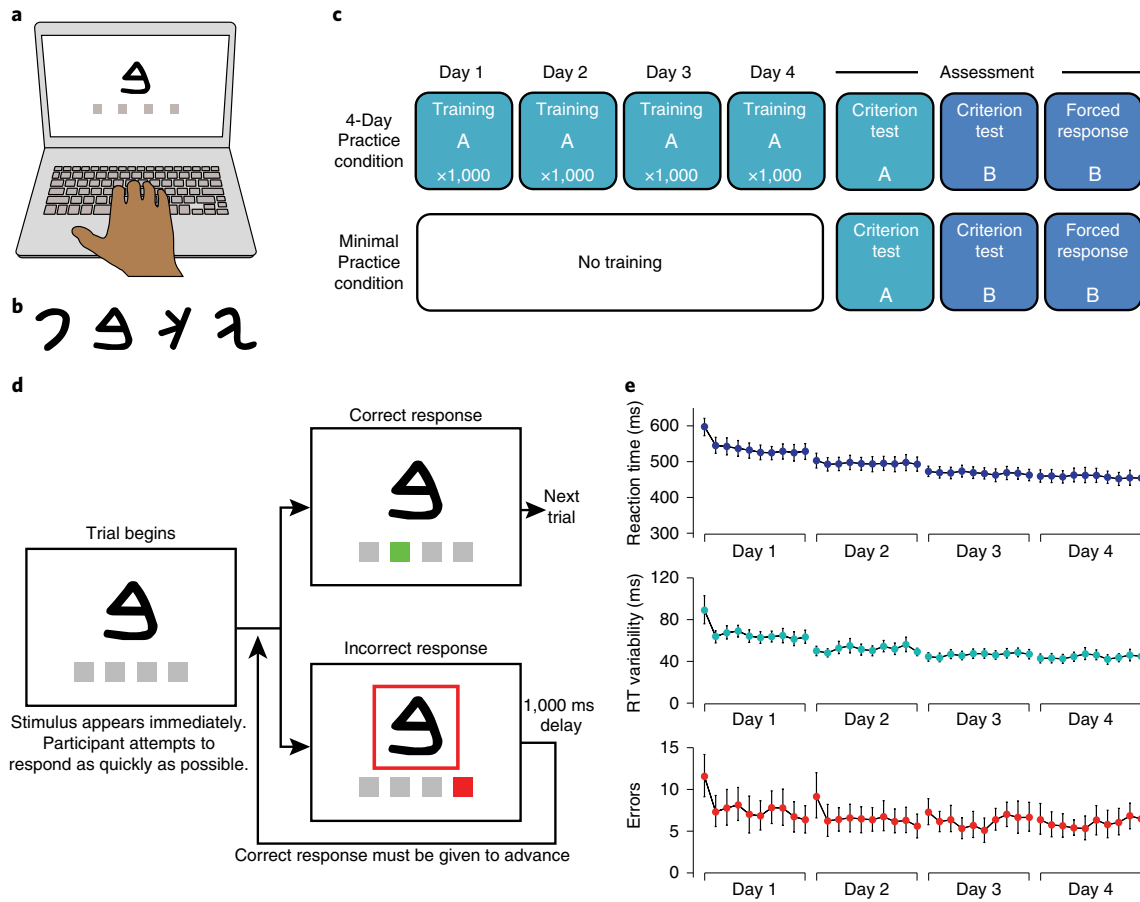 a
b
c
Day 1 Day 2 Day 3 Day 4 Assessment
4-Day
Practice
condition
Training
A
×1,000
Training
A
×1,000
Training
A
×1,000
Training
A
×1,000
Criterion
test
A
Criterion
test
B
Forced
response
B
Minimal
Practice
condition
No training
Criterion
test
A
Criterion
test
B
Forced
response
B
d
Trial begins
Stimulus appears immediately.
Participant attempts to
respond as quickly as possible.
Correct response
Next
trial
Incorrect response
1,000 ms
delay
Correct response must be given to advance
e
Reaction time (ms)
600
500
400
300
Day 1 Day 2 Day 3 Day 4
RT variability (ms)
120
80
40
0
Day 1 Day 2 Day 3 Day 4
Errors
15
10
5
0
Day 1 Day 2 Day 3 Day 4